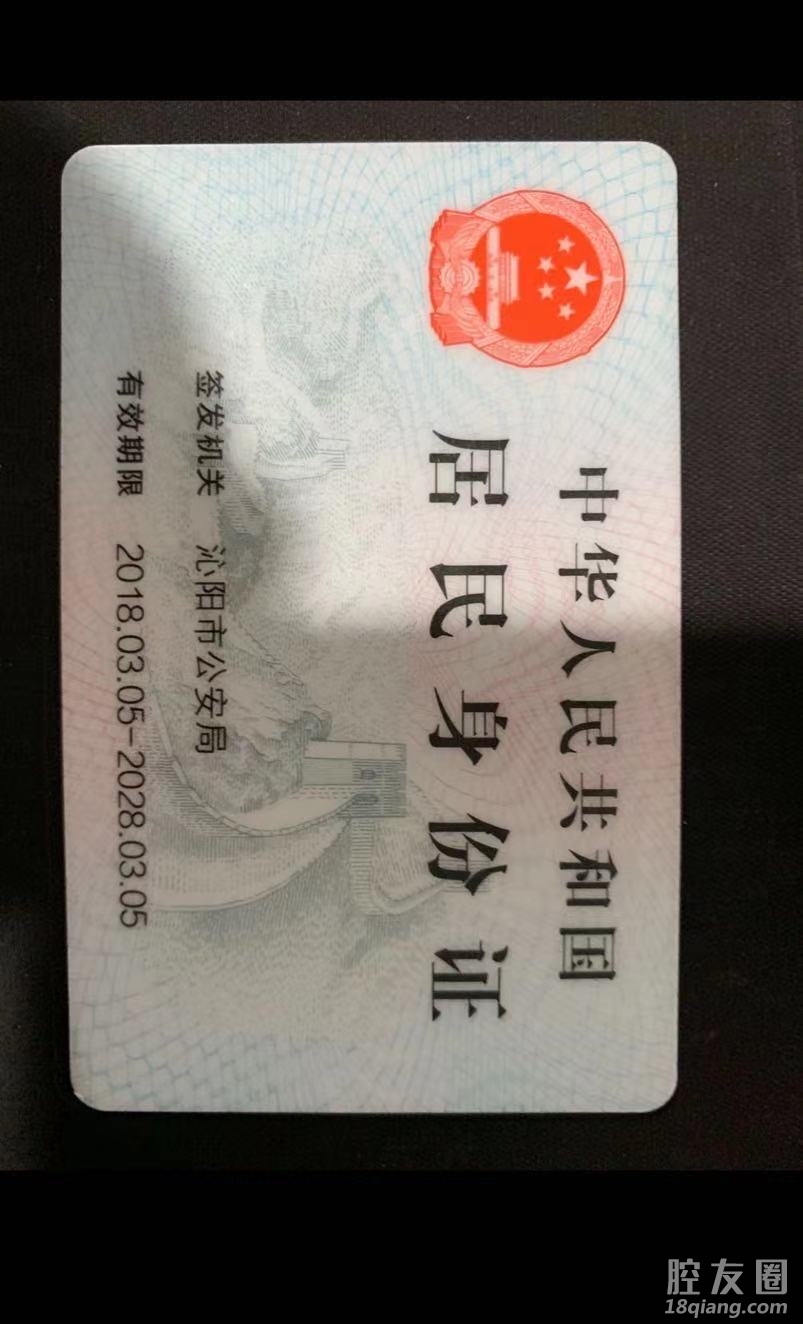 中华人民共和国
居民身份证
签发机关 沁阳市公安局
有效期限 2018.03.05-2028.03.05
腔友圈
18qiang.com